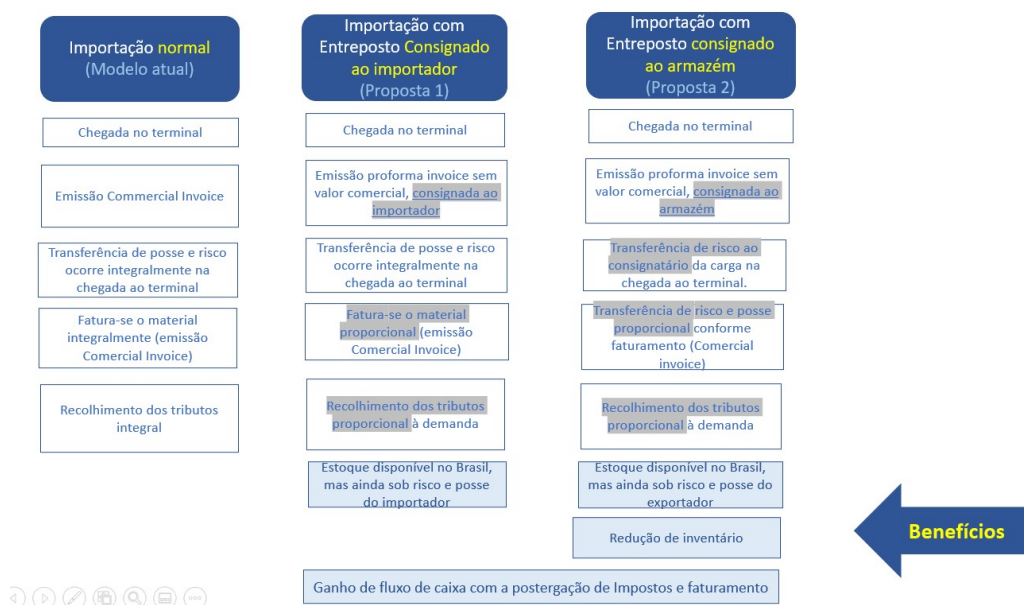 Importação normal
(Modelo atual)
Chegada no terminal
Emissão Commercial Invoice
Transferência de posse e risco
ocorre integralmente na
chegada ao terminal
Fatura-se o material
integralmente (emissão
Comercial Invoice)
Recolhimento dos tributos
integral
Importação com
Entreposto Consignado
ao importador
(Proposta 1)
Chegada no terminal
Emissão proforma invoice sem
valor comercial, consignada ao
importador
Transferência de posse e risco
ocorre integralmente na
chegada ao terminal
Fatura-se o material
proporcional (emissão
Comercial Invoice)
Recolhimento dos tributos
proporcional à demanda
Estoque disponível no Brasil,
mas ainda sob risco e posse
do importador
Importação com
Entreposto consignado
ao armazém
(Proposta 2)
Chegada no terminal
Emissão proforma invoice sem
valor comercial, consignada ao
armazém
Transferência de risco ao
consignatário da carga na
chegada ao terminal.
Transferência de risco e posse
proporcional conforme
faturamento (Comercial
invoice)
Recolhimento dos tributos
proporcional à demanda
Estoque disponível no Brasil,
mas ainda sob risco e posse do
exportador
Redução de inventário
Benefícios
Ganho de fluxo de caixa com a postergação de Impostos e faturamento